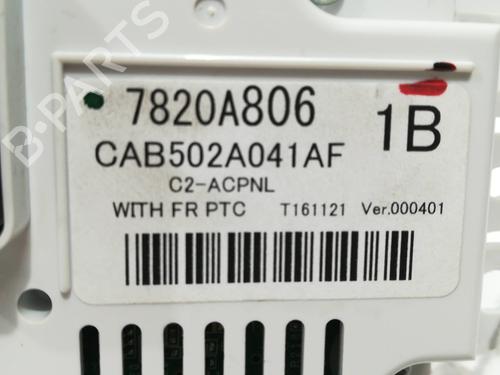 B-PARTS
7820A806
1B
CAB502A041AF
C2-ACPNL
WITH FR PTC T161121 Ver.000401